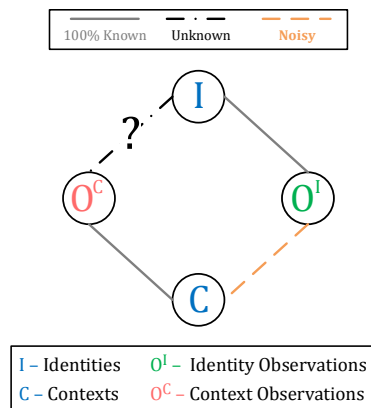 100% Known Unknown Noisy
I
?
O^C O^I
C
I – Identities O^I – Identity Observations
C – Contexts O^C – Context Observations